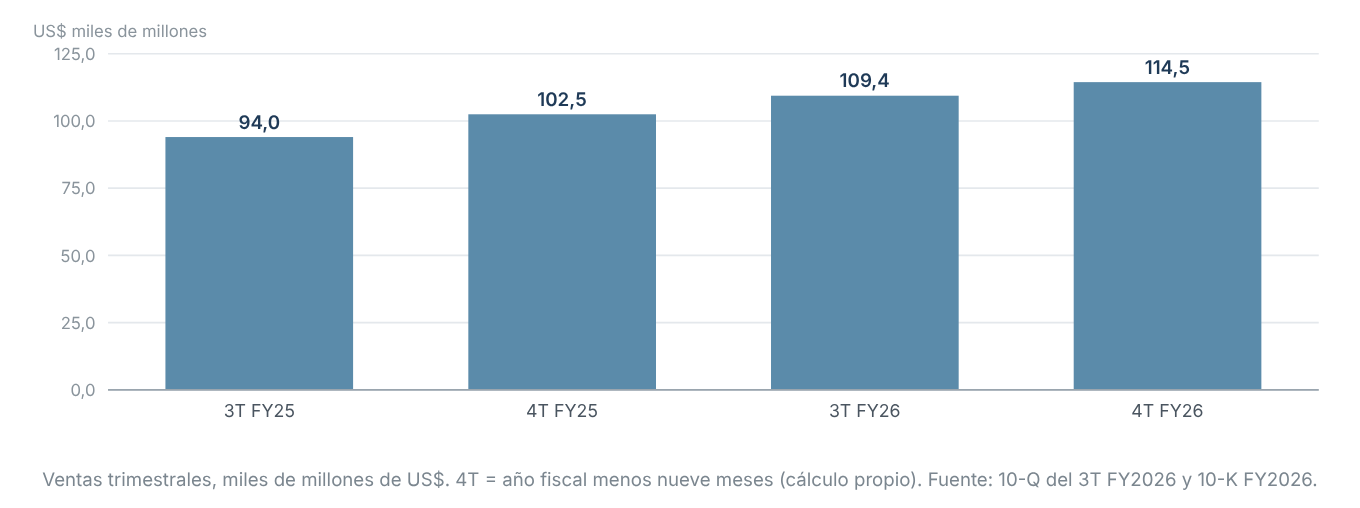 US$ miles de millones
125,0
100,0
75,0
50,0
25,0
0,0
94,0
102,5
109,4
114,5
3T FY25
4T FY25
3T FY26
4T FY26
Ventas trimestrales, miles de millones de US$. 4T = año fiscal menos nueve meses (cálculo propio). Fuente: 10-Q del 3T FY2026 y 10-K FY2026.